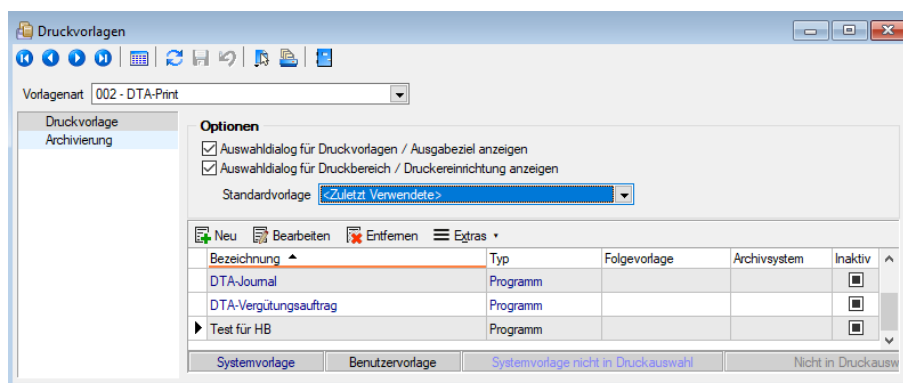 Druckvorlagen
Vorlagenart 002 - DTA-Print
Druckvorlage
Archivierung
Optionen
Auswahldialog für Druckvorlagen / Ausgabeziel anzeigen
Auswahldialog für Druckbereich / Druckereinrichtung anzeigen
Standardvorlage <Zuletzt Verwendete>
Neu Bearbeiten Entfernen Extras
Bezeichnung Typ Folgevorlage Archivsystem Inaktiv
DTA-Journal Programm
DTA-Vergütungsauftrag Programm
Test für HB Programm
Systemvorlage Benutzervorlage Systemvorlage nicht in Druckauswahl Nicht in Druckausw